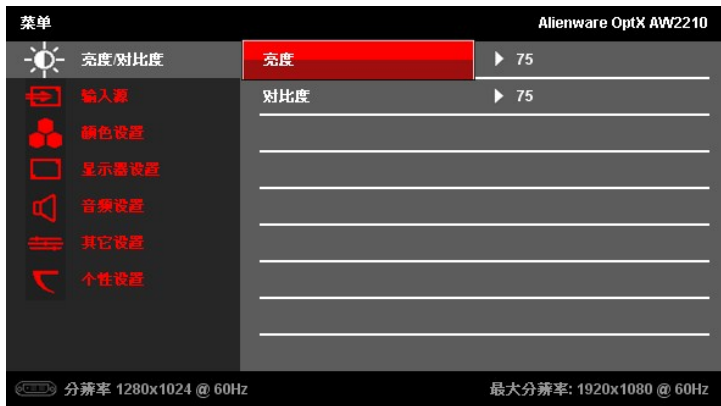 菜单 Alienware OptX AW2210
亮度/对比度 亮度 75
输入源 对比度 75
颜色设置
显示器设置
音频设置
其它设置
个性设置
分辨率 1280x1024 @ 60Hz 最大分辨率: 1920x1080 @ 60Hz